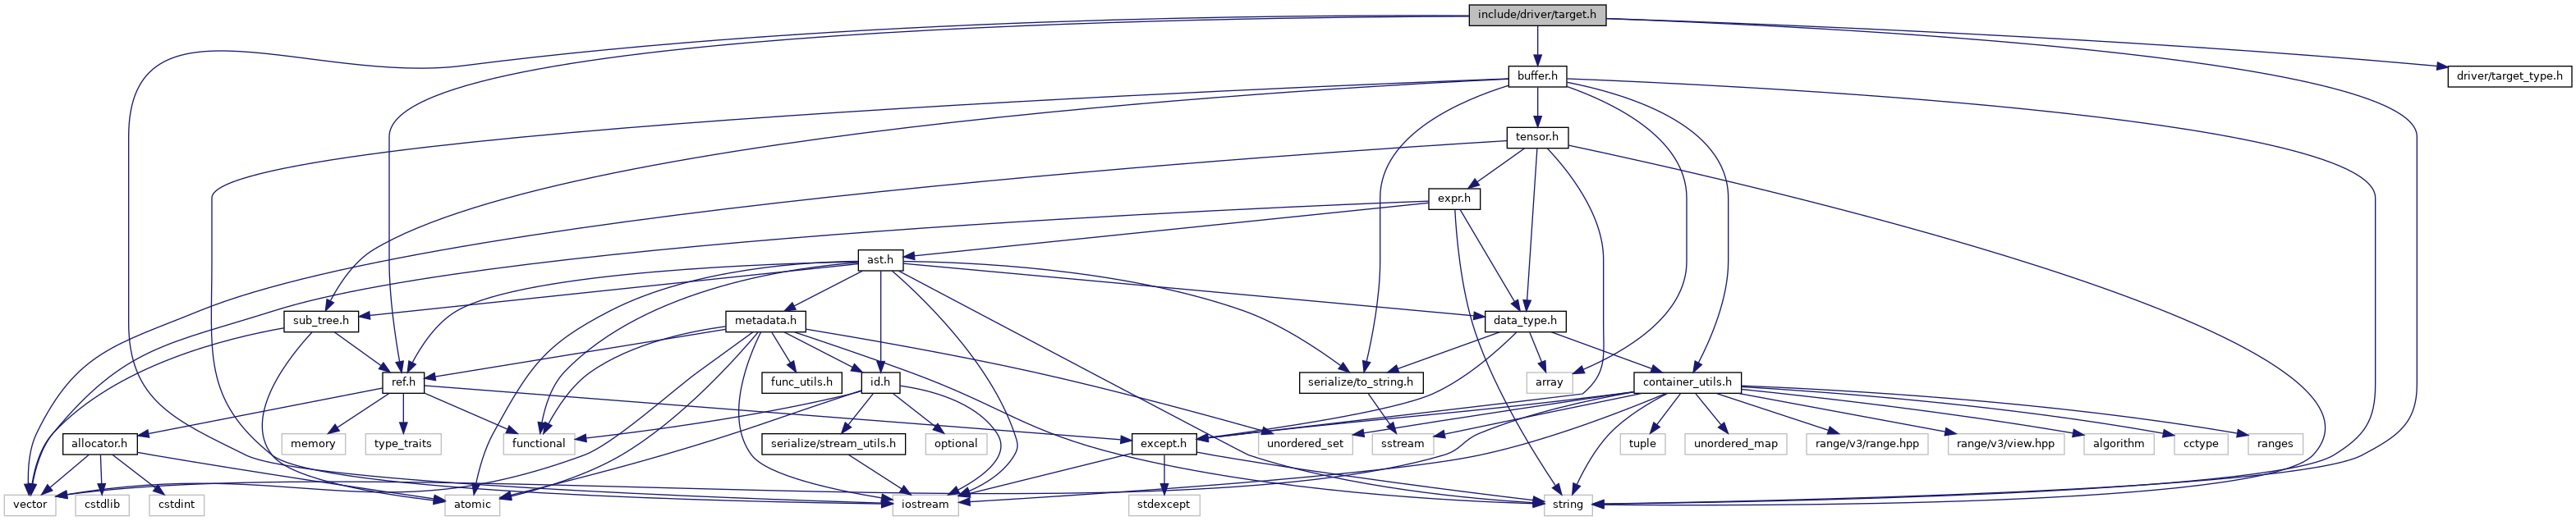 include/driver/target.h
buffer.h
driver/target_type.h
tensor.h
expr.h
ast.h
sub_tree.h
metadata.h
data_type.h
ref.h
func_utils.h
id.h
serialize/to_string.h
array
container_utils.h
allocator.h
memory
type_traits
functional
serialize/stream_utils.h
optional
except.h
unordered_set
sstream
tuple
unordered_map
range/v3/range.hpp
range/v3/view.hpp
algorithm
cctype
ranges
vector
cstdlib
cstdint
atomic
iostream
stdexcept
string